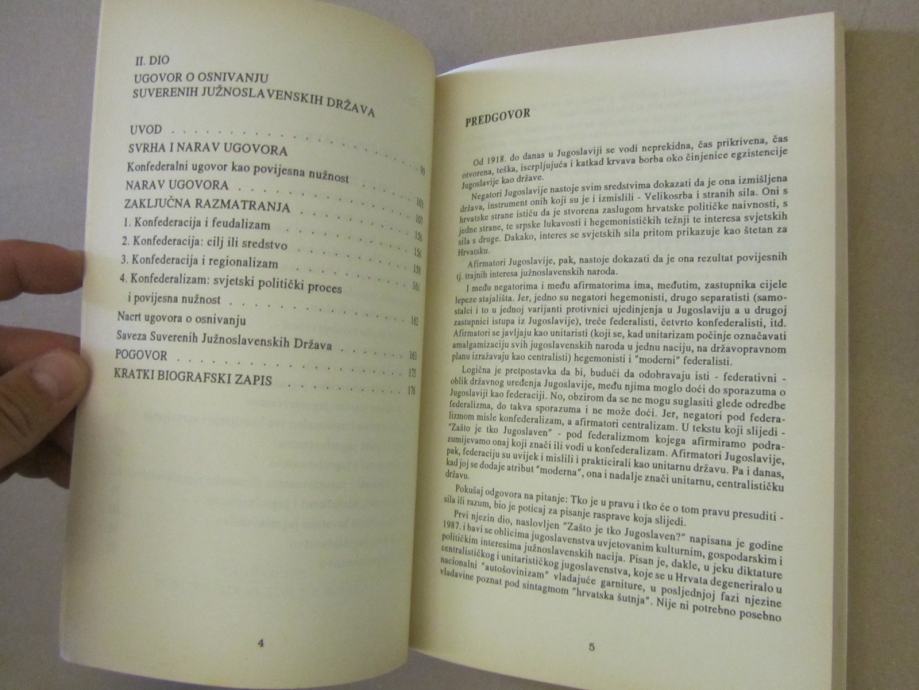 II. DIO
UGOVOR O OSNIVANJU
SUVERENIH JUŽNOSLAVENSKIH DRŽAVA
UVOD . . . . . . . . . . . . . . . . . . . .
SVRHA I NARAV UGOVORA
Konfederalni ugovor kao povijesna nužnost . . . . . 99
NARAV UGOVORA . . . . . . . . . . . . . . 103
ZAKLJUČNA RAZMATRANJA . . . . . . . . . 107
1. Konfederacija i feudalizam . . . . . . . . . . 156
2. Konfederacija: cilj ili sredstvo . . . . . . . . . 156
3. Konfederacija i regionalizam . . . . . . . . . 159
4. Konfederalizam: svjetski politički proces
i povijesna nužnost . . . . . . . . . . . . . 162
Nacrt ugovora o osnivanju
Saveza Suverenih Južnoslavenskih Država . . . . . . 163
POGOVOR . . . . . . . . . . . . . . . . . . 175
KRATKI BIOGRAFSKI ZAPIS . . . . . . . . . . 178
4
PREDGOVOR
Od 1918. do danas u Jugoslaviji se vodi neprekidna, čas prikrivena, čas
otvorena, teška, iscrpljujuća i katkad krvava borba oko činjenice egzistencije
Jugoslavije kao države.
Negatori Jugoslavije nastoje svim sredstvima dokazati da je ona izmišljena
država, instrument onih koji su je i izmislili - Velikosrba i stranih sila. Oni s
hrvatske strane ističu da je stvorena zaslugom hrvatske političke naivnosti, s
jedne strane, te srpske lukavosti i hegemonističkih težnji te interesa svjetskih
sila s druge. Dakako, interes se svjetskih sila pritom prikazuje kao štetan za
Hrvatsku.
Afirmatori Jugoslavije, pak, nastoje dokazati da je ona rezultat povijesnih
tj. trajnih interesa južnoslavenskih naroda.
I među negatorima i među afirmatorima ima, međutim, zastupnika cijele
lepeze stajališta. Jer, jedno su negatori hegemonisti, drugo separatisti (samo-
stalci i to u jednoj varijanti protivnici ujedinjenja u Jugoslaviju a u drugoj
zastupnici istupa iz Jugoslavije), treće federalisti, četvrto konfederalisti, itd.
Afirmatori se javljaju kao unitaristi (koji se, kad unitarizam počinje označavati
amalgamizaciju svih jugoslavenskih naroda u jednu naciju, na državopravnom
planu izražavaju kao centralisti) hegemonisti i "moderni" federalisti.
Logična je pretpostavka da bi, budući da odobravaju isti - federativni -
oblik državnog uređenja Jugoslavije, među njima moglo doći do sporazuma o
Jugoslaviji kao federaciji. No, obzirom da se ne mogu suglasiti glede odredbe
federalizma, do takva sporazuma i ne može doći. Jer, negatori pod federa-
lizmom misle konfederalizam, a afirmatori centralizam. U tekstu koji slijedi -
"Zašto je tko Jugoslaven" - pod federalizmom kojega afirmiramo podra-
zumijevamo onaj koji znači ili vodi u konfederalizam. Afirmatori Jugoslavije,
pak, federaciju su uvijek i mislili i prakticirali kao unitarnu državu. Pa i danas,
kad joj se dodaje atribut "moderna", ona i nadalje znači unitarnu, centralističku
državu.
Pokušaj odgovora na pitanje: Tko je u pravu i tko će o tom pravu presuditi -
sila ili razum, bio je poticaj za pisanje rasprave koja slijedi.
Prvi njezin dio, naslovljen "Zašto je tko Jugoslaven?" napisana je godine
1987. i bavi se oblicima jugoslavenstva uvjetovanim kulturnim, gospodarskim i
političkim interesima južnoslavenskih nacija. Pisan je, dakle, u jeku diktature
centralističkog i unitarističkog jugoslavenstva, koje se u Hrvata degeneriralo u
nacionalni "autošovinizam" vladajuće garniture, u posljednjoj fazi njezine
vladavine poznat pod sintagmom "hrvatska šutnja". Nije ni potrebno posebno
5